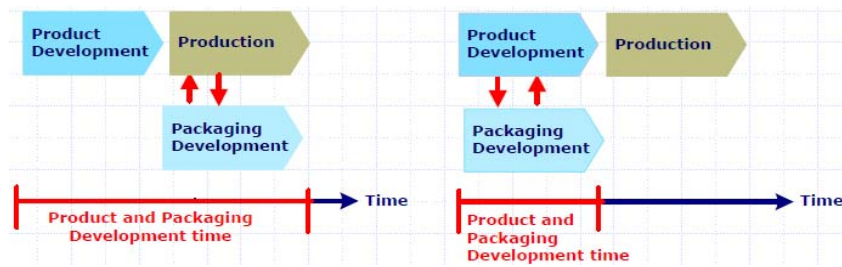 Product
Development
Production
Packaging
Development
Time
Product and Packaging
Development time
Product
Development
Production
Packaging
Development
Time
Product and
Packaging
Development time